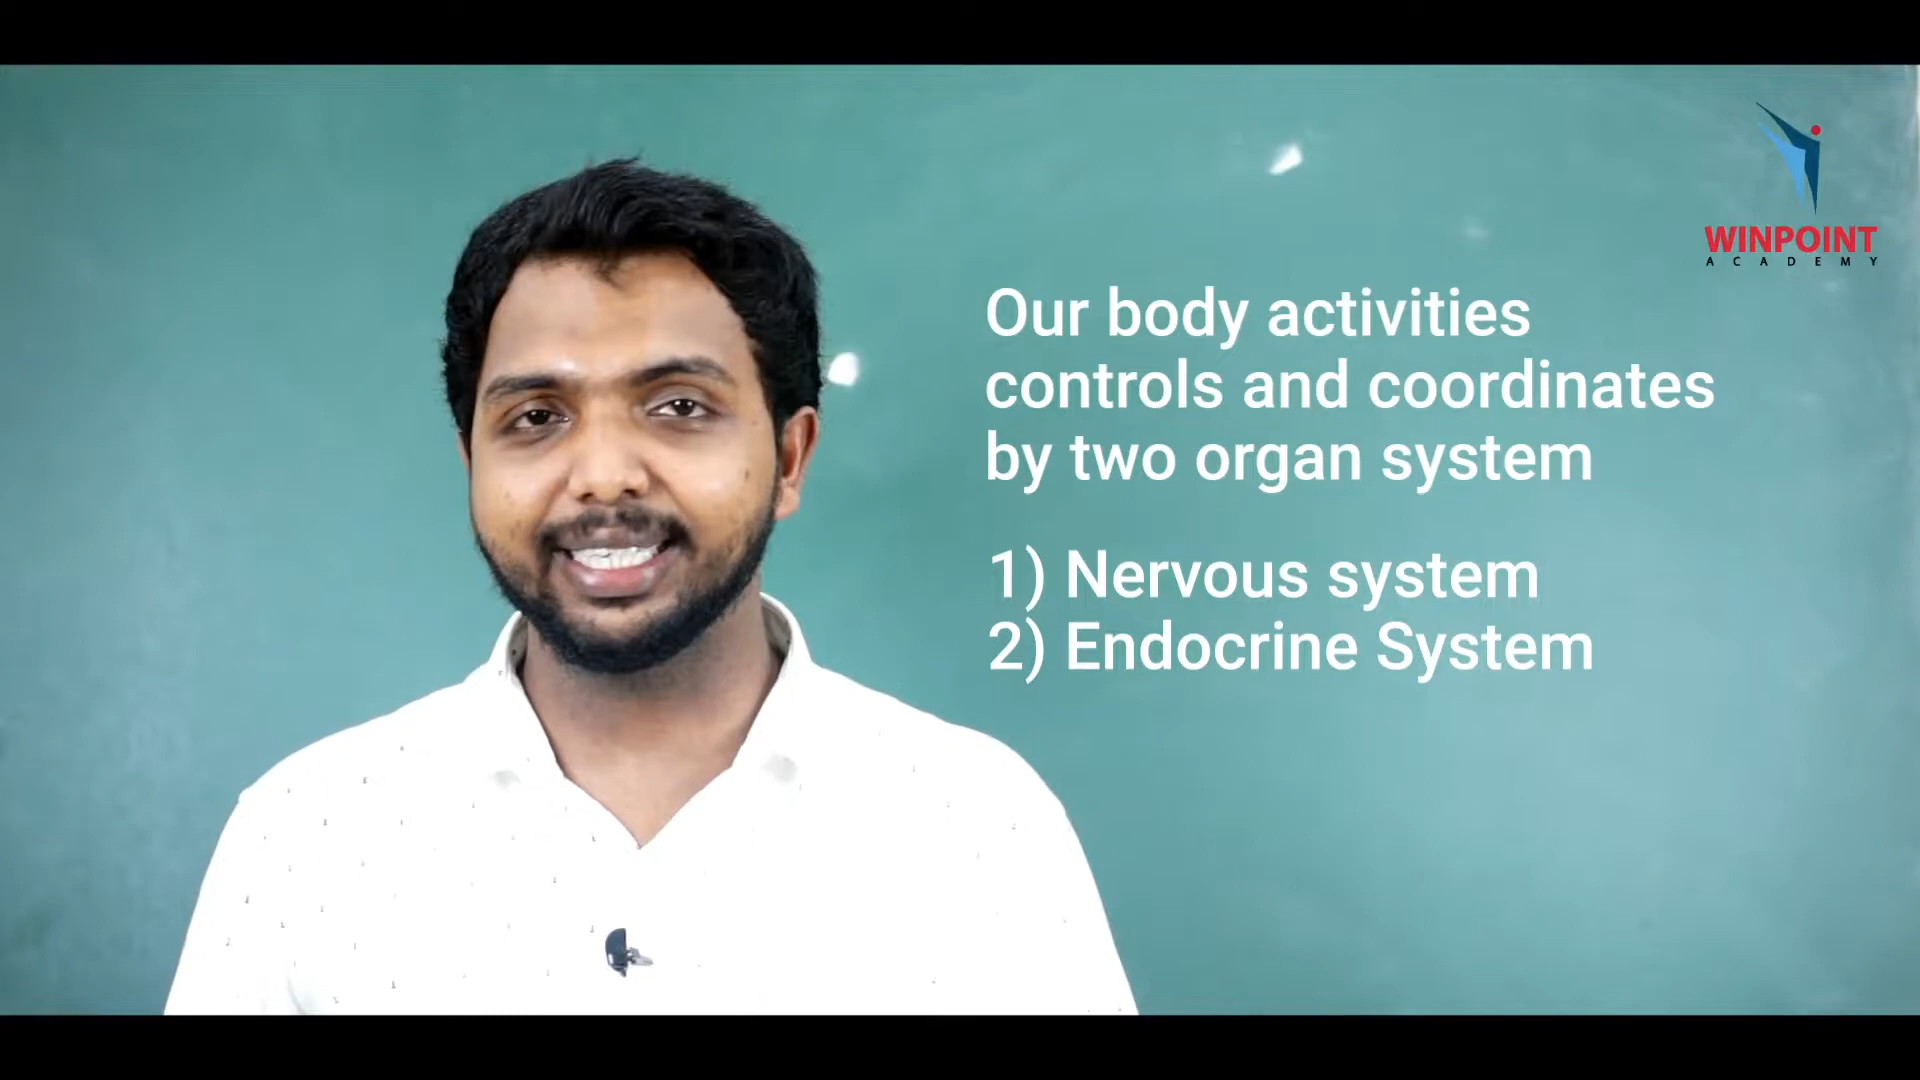 WINPOINT
ACADEMY
Our body activities
controls and coordinates
by two organ system
1) Nervous system
2) Endocrine System